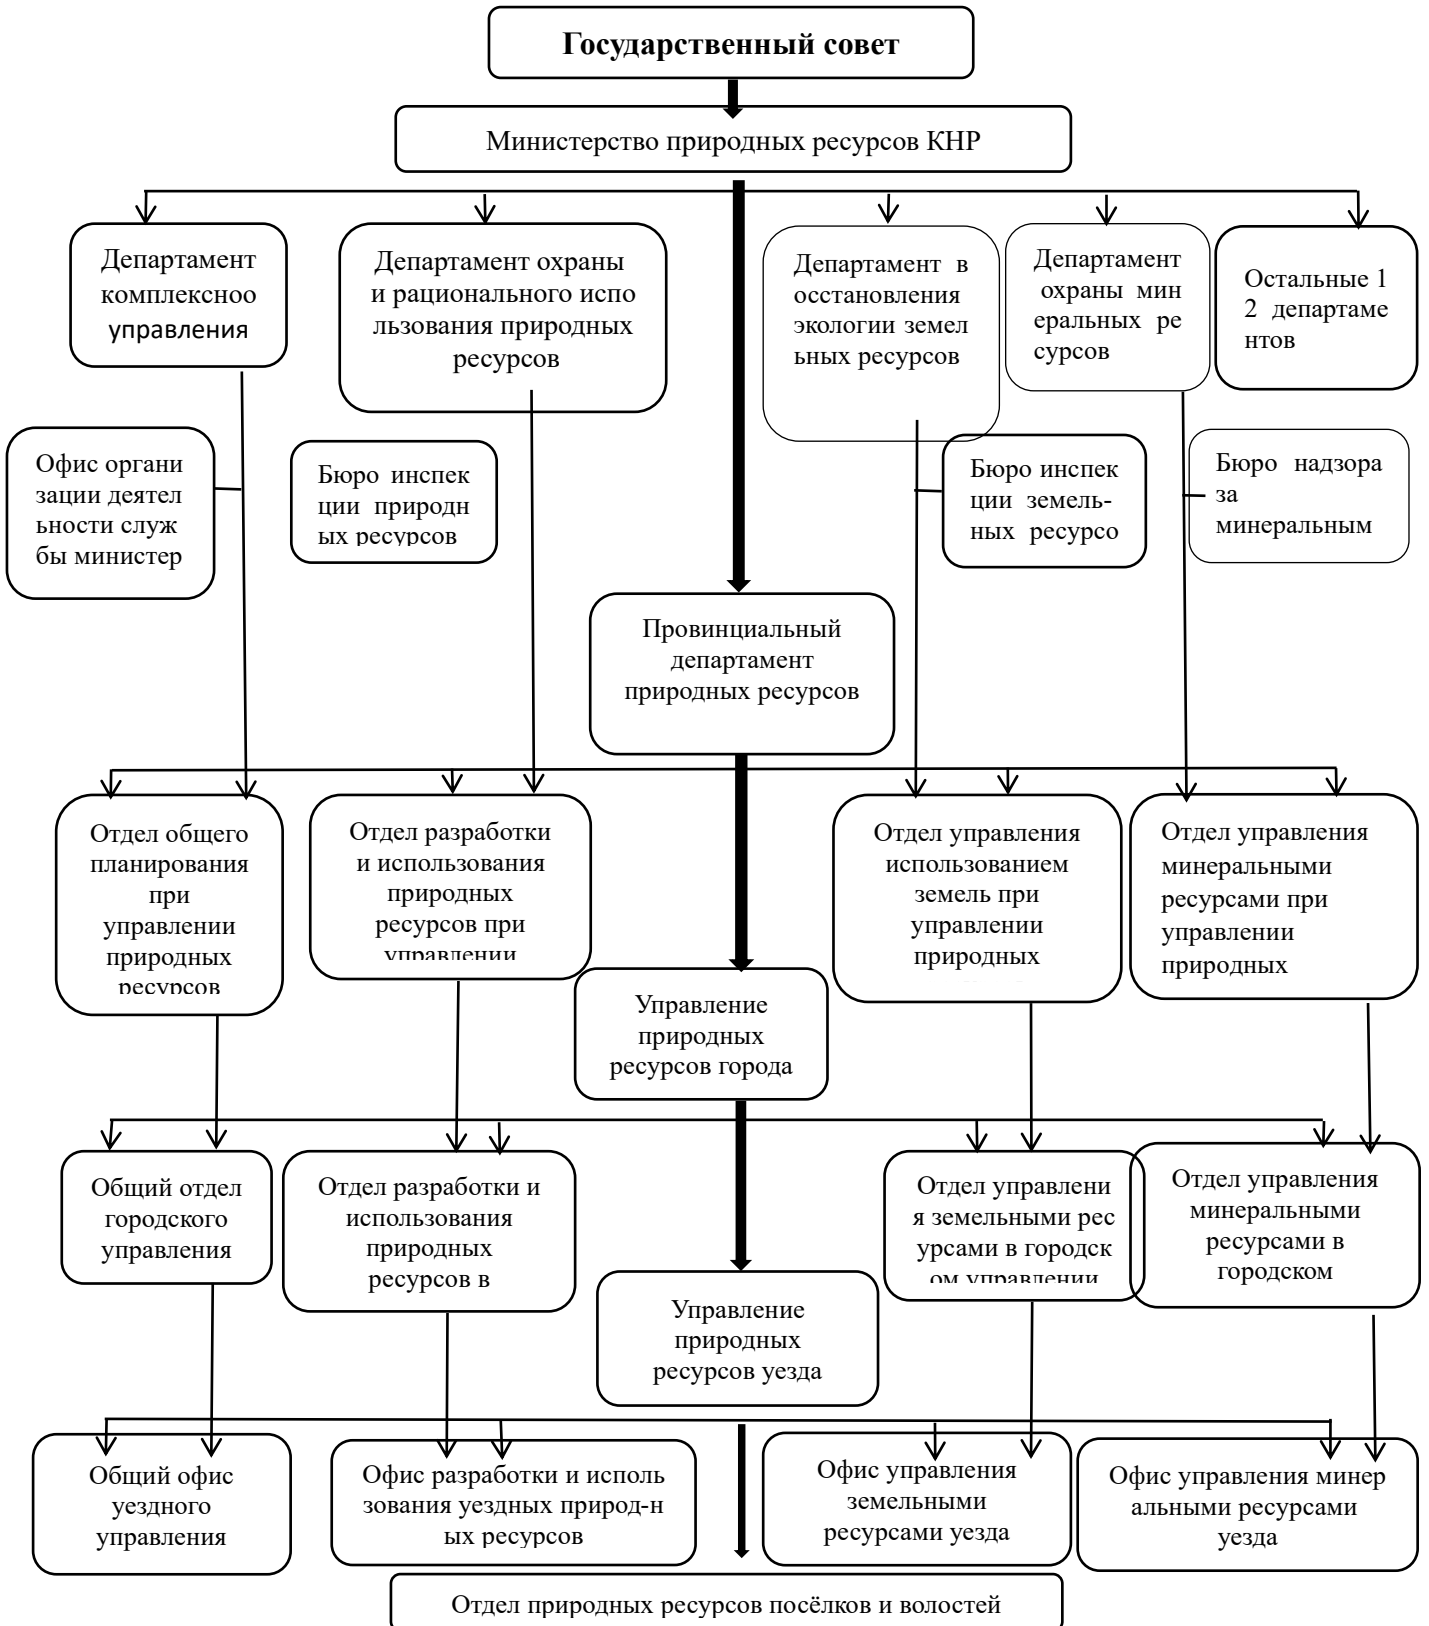 Государственный совет
Министерство природных ресурсов КНР
Департамент
комплексноо
управления
Департамент охраны
и рационального испо
льзования природных
ресурсов
Департамент в
осстановления
экологии земел
ьных ресурсов
Департамент
охраны мин
еральных ре
сурсов
Остальные 1
2 департаме
нтов
Офис органи
зации деятел
ьности служ
бы министер
Бюро инспек
ции природн
ых ресурсов
Бюро инспек
ции земель-
ных ресурсо
Бюро надзора
за
минеральным
Провинциальный
департамент
природных ресурсов
Отдел общего
планирования
при
управлении
природных
ресурсов
Отдел разработки
и использования
природных
ресурсов при
управлении
Отдел управления
использованием
земель при
управлении
природных
Отдел управления
минеральными
ресурсами при
управлении
природных
Управление
природных
ресурсов города
Общий отдел
городского
управления
Отдел разработки и
использования
природных
ресурсов в
Отдел управлени
я земельными рес
урсами в городск
ом управлении
Отдел управления
минеральными
ресурсами в
городском
Управление
природных
ресурсов уезда
Общий офис
уездного
управления
Офис разработки и исполь
зования уездных природ-н
ых ресурсов
Офис управления
земельными
ресурсами уезда
Офис управления минер
альными ресурсами
уезда
Отдел природных ресурсов посёлков и волостей